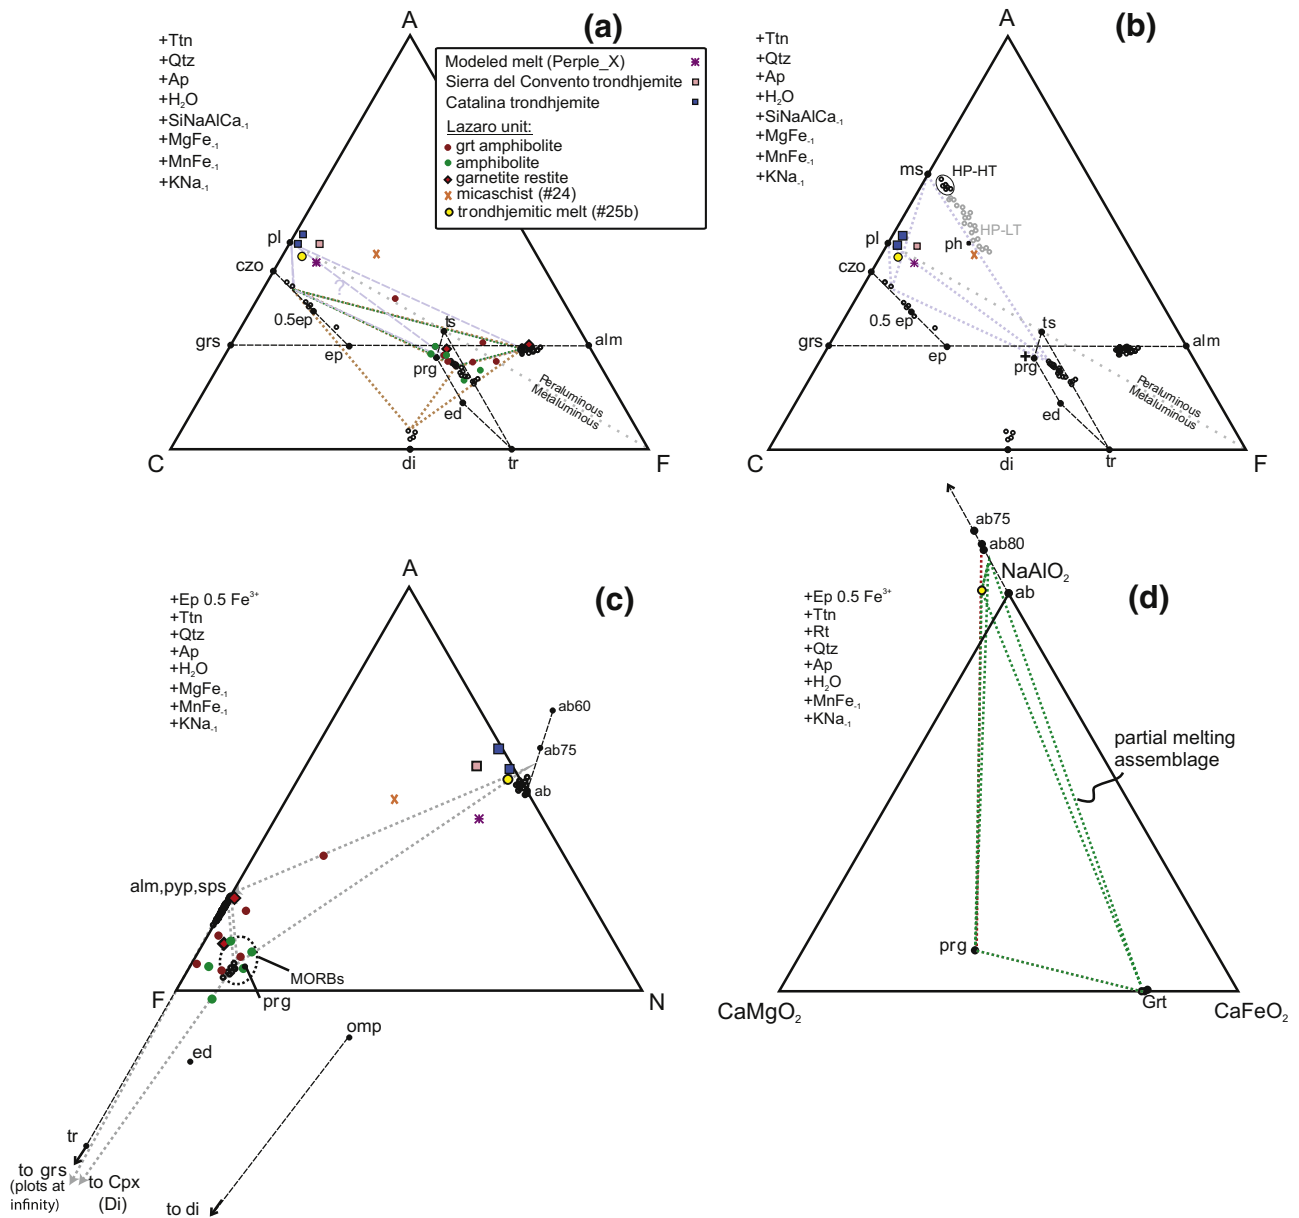 (a)
A
+Ttn
+Qtz
+Ap
+H₂O
+SiNaAlCa₋₁
+MgFe₋₁
+MnFe₋₁
+KNa₋₁
Modeled melt (Perple_X)
Sierra del Convento trondhjemite
Catalina trondhjemite
Lazaro unit:
grt amphibolite
amphibolite
garnetite restite
micaschist (#24)
trondhjemitic melt (#25b)
pl
czo
?
0.5ep
ts
grs
ep
alm
prg
Peraluminous
Metaluminous
ed
C
di
tr
F
(b)
A
+Ttn
+Qtz
+Ap
+H₂O
+SiNaAlCa₋₁
+MgFe₋₁
+MnFe₋₁
+KNa₋₁
ms
HP-HT
HP-LT
pl
ph
czo
0.5 ep
ts
grs
ep
alm
+
prg
Peraluminous
Metaluminous
ed
C
di
tr
F
(c)
A
+Ep 0.5 Fe³⁺
+Ttn
+Qtz
+Ap
+H₂O
+MgFe₋₁
+MnFe₋₁
+KNa₋₁
ab60
ab75
ab
alm,pyp,sps
MORBs
F
prg
N
omp
ed
tr
to grs
(plots at
infinity)
to Cpx
(Di)
to di
(d)
ab75
ab80
NaAlO₂
ab
+Ep 0.5 Fe³⁺
+Ttn
+Rt
+Qtz
+Ap
+H₂O
+MnFe₋₁
+KNa₋₁
partial melting
assemblage
prg
Grt
CaMgO₂
CaFeO₂